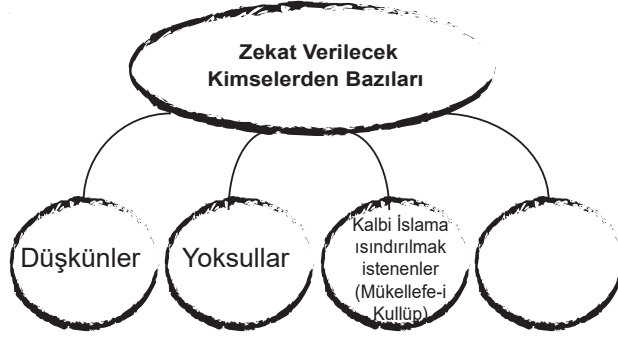 Zekat Verilecek
Kimselerden Bazıları
Düşkünler
Yoksullar
Kalbi İslama
ısındırılmak
istenenler
(Mükellefe-i
Kullüp)